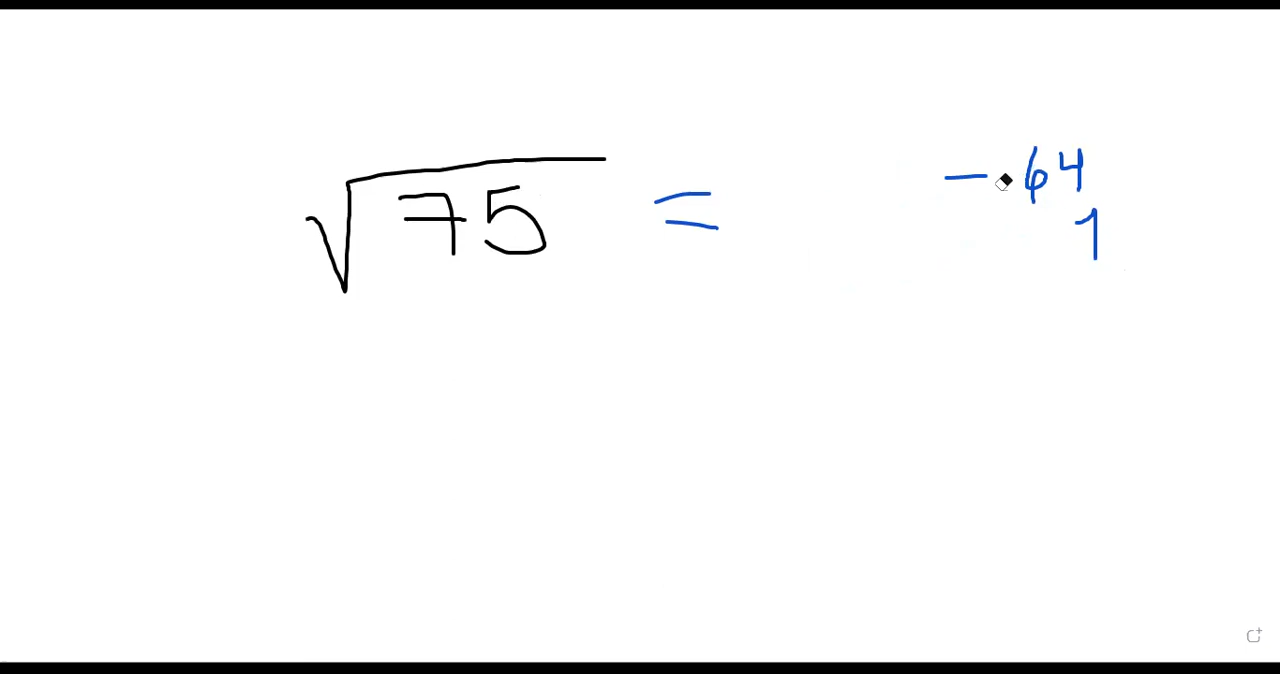 √75 = - 64
1